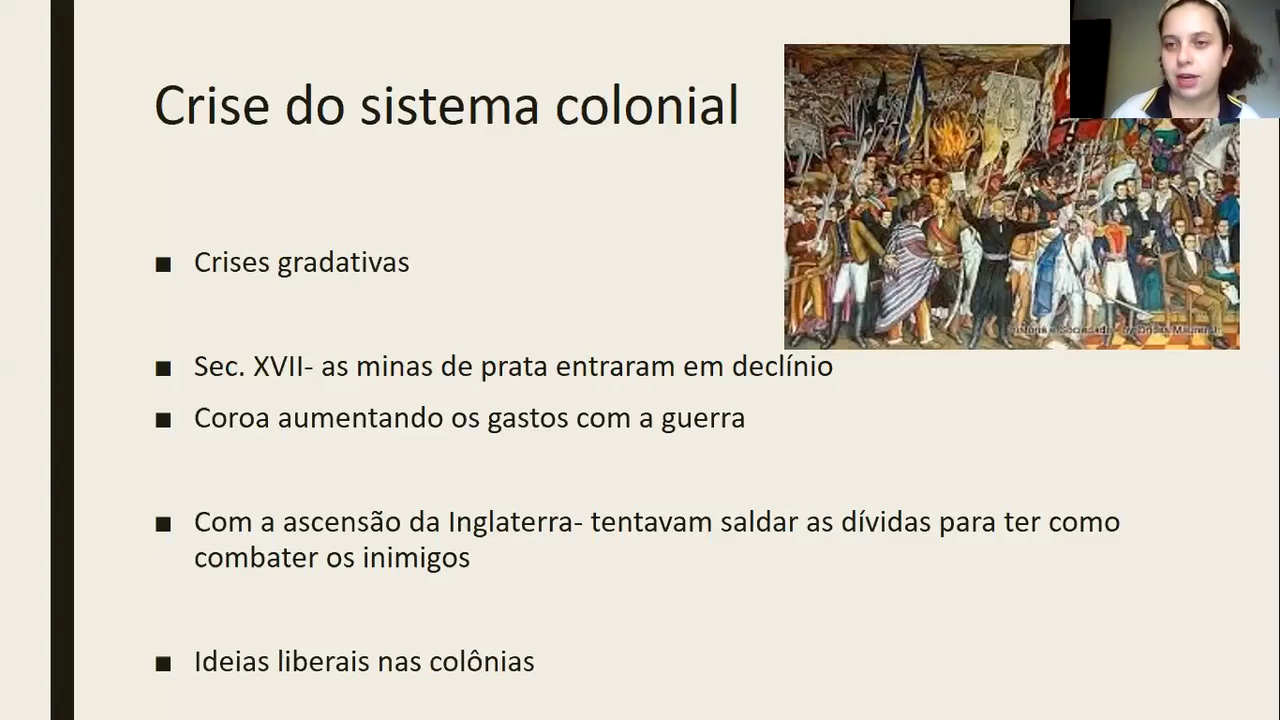 Crise do sistema colonial
■ Crises gradativas
■ Sec. XVII- as minas de prata entraram em declínio
■ Coroa aumentando os gastos com a guerra
■ Com a ascensão da Inglaterra- tentavam saldar as dívidas para ter como
combater os inimigos
■ Ideias liberais nas colônias